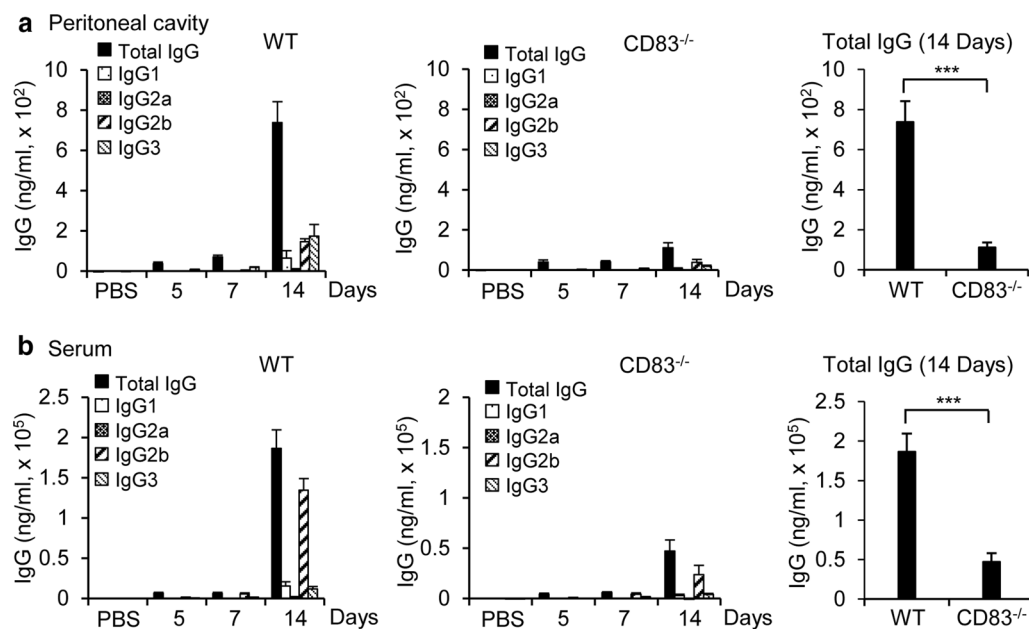 a Peritoneal cavity
WT
Total IgG
IgG1
IgG2a
IgG2b
IgG3
IgG (ng/ml, x 10²)
10
8
6
4
2
0
PBS 5 7 14 Days
CD83-/-
Total IgG
IgG1
IgG2a
IgG2b
IgG3
IgG (ng/ml, x 10²)
10
8
6
4
2
0
PBS 5 7 14 Days
Total IgG (14 Days)
***
IgG (ng/ml, x 10²)
10
8
6
4
2
0
WT CD83-/-
b Serum
WT
Total IgG
IgG1
IgG2a
IgG2b
IgG3
IgG (ng/ml, x 10⁵)
2.5
2
1.5
1
0.5
0
PBS 5 7 14 Days
CD83-/-
Total IgG
IgG1
IgG2a
IgG2b
IgG3
IgG (ng/ml, x 10⁵)
2
2
1.5
1
0.5
0
PBS 5 7 14 Days
Total IgG (14 Days)
***
IgG (ng/ml, x 10⁵)
2.5
2
1.5
1
0.5
0
WT CD83-/-